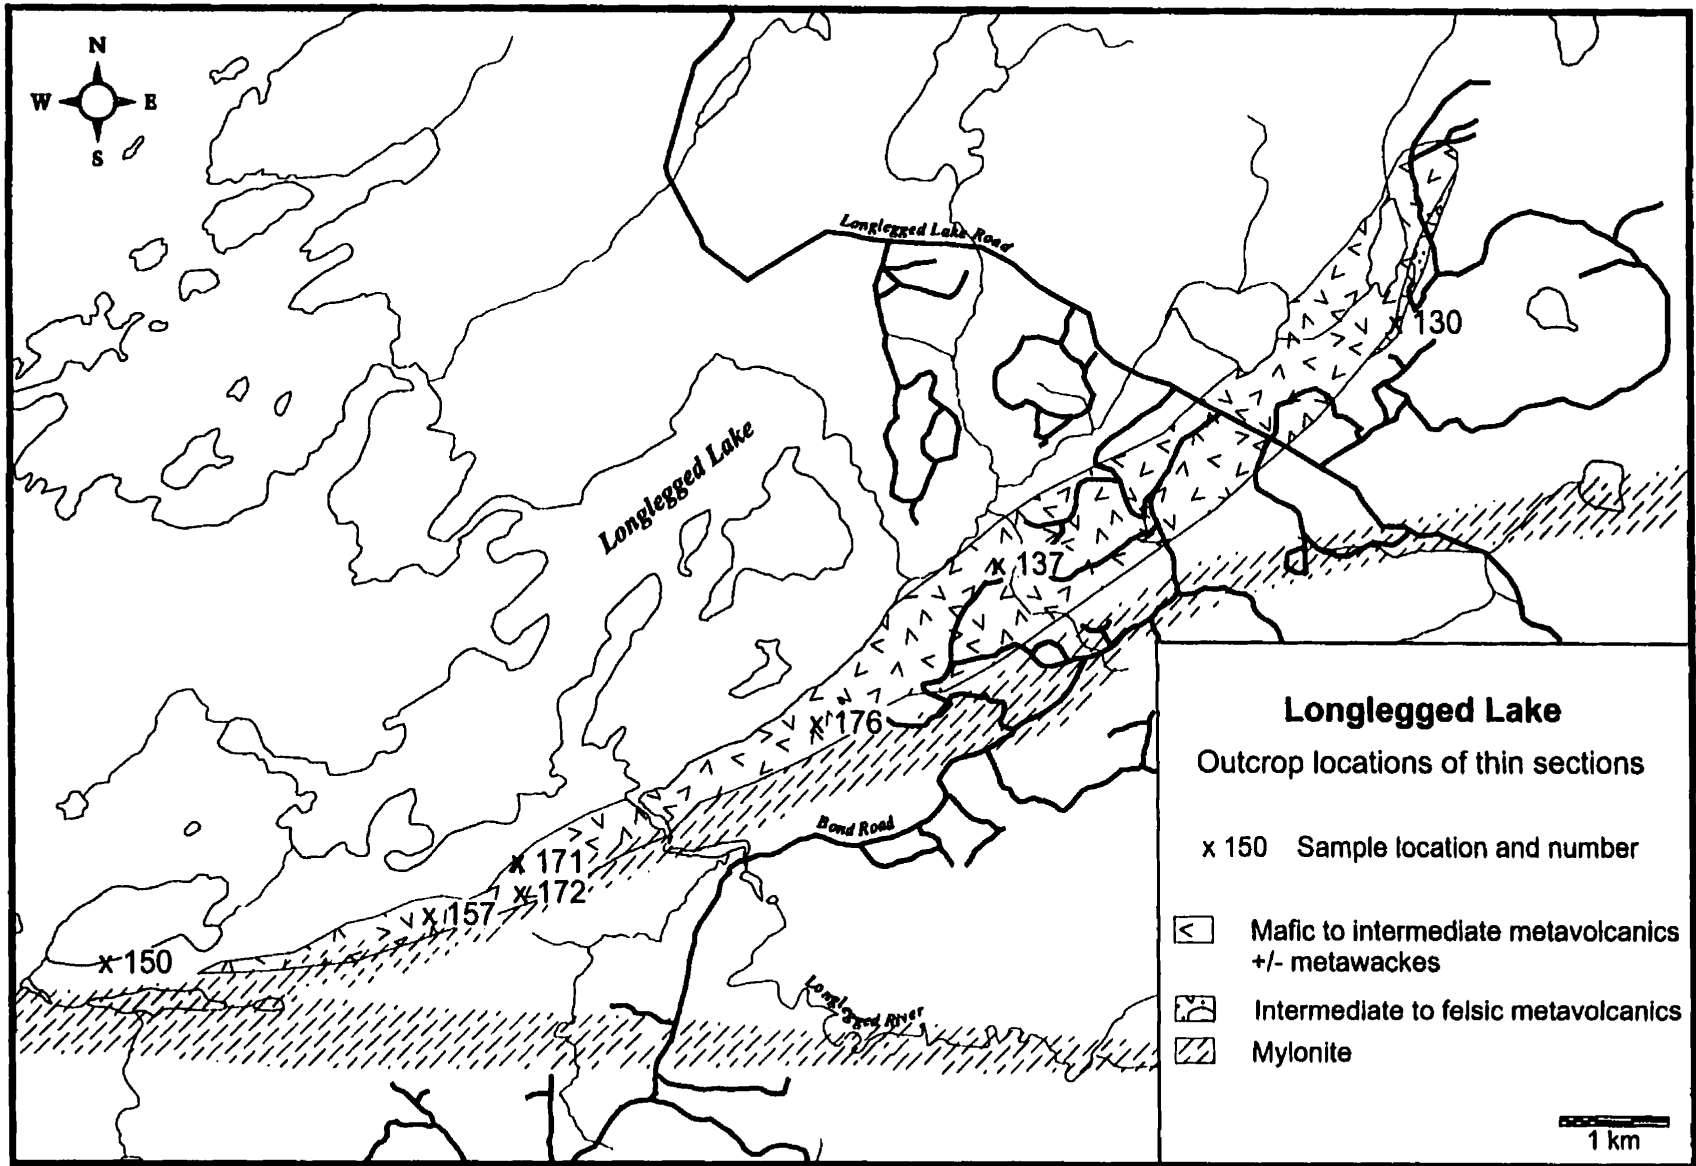 N
W E
S
Longlegged Lake Road
x 130
Longlegged Lake
x 137
x 176
Bond Road
x 171
x 172
x 157
x 150
Longlegged River
Longlegged Lake
Outcrop locations of thin sections
x 150 Sample location and number
< Mafic to intermediate metavolcanics
+/- metawackes
Intermediate to felsic metavolcanics
Mylonite
1 km